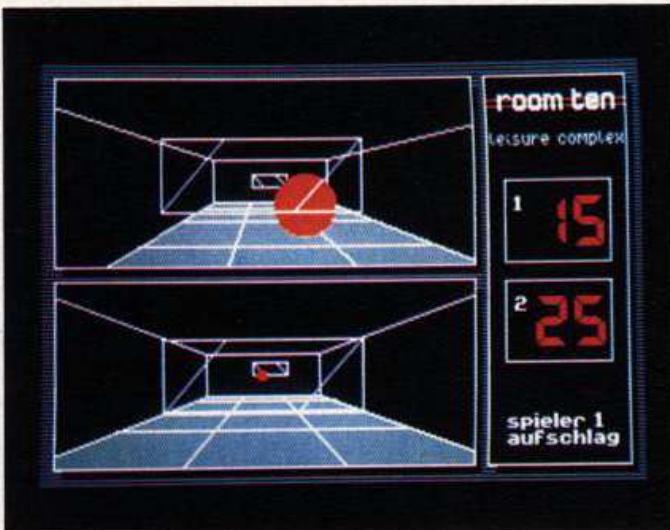 room ten
leisure complex
1 15
2 25
spieler 1
aufschlag